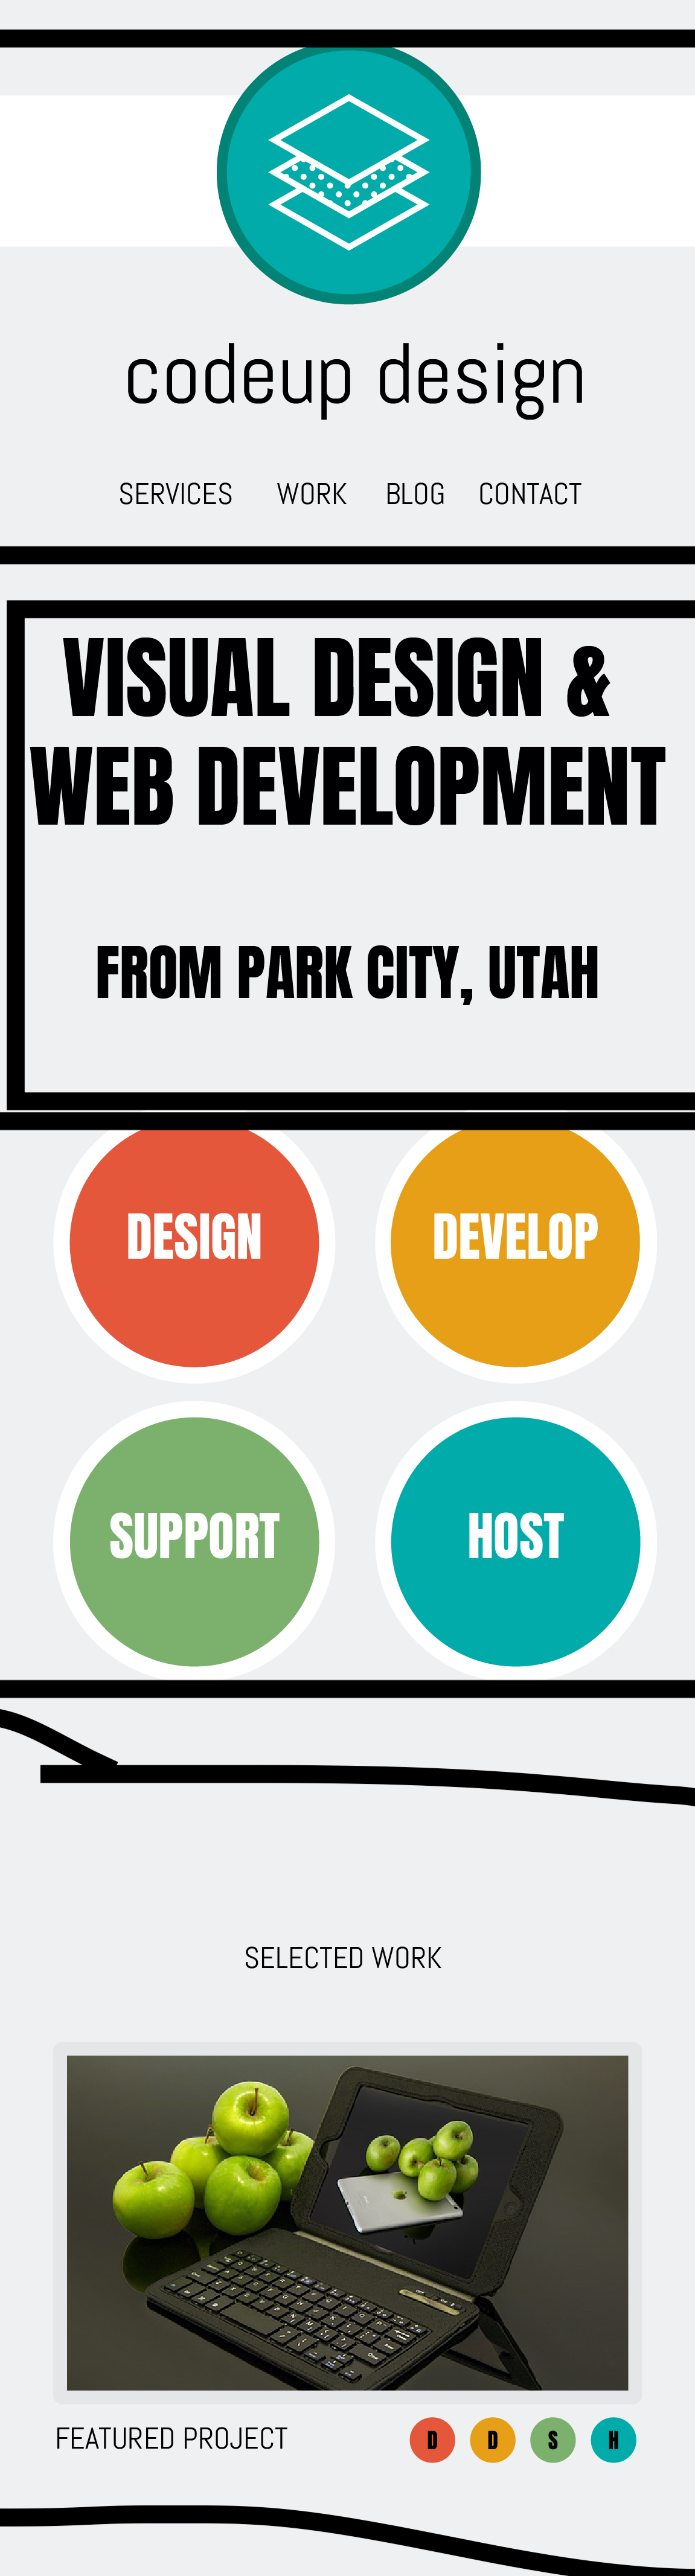 codeup design
SERVICES WORK BLOG CONTACT
VISUAL DESIGN &
WEB DEVELOPMENT
FROM PARK CITY, UTAH
DESIGN DEVELOP
SUPPORT HOST
SELECTED WORK
FEATURED PROJECT D D S H